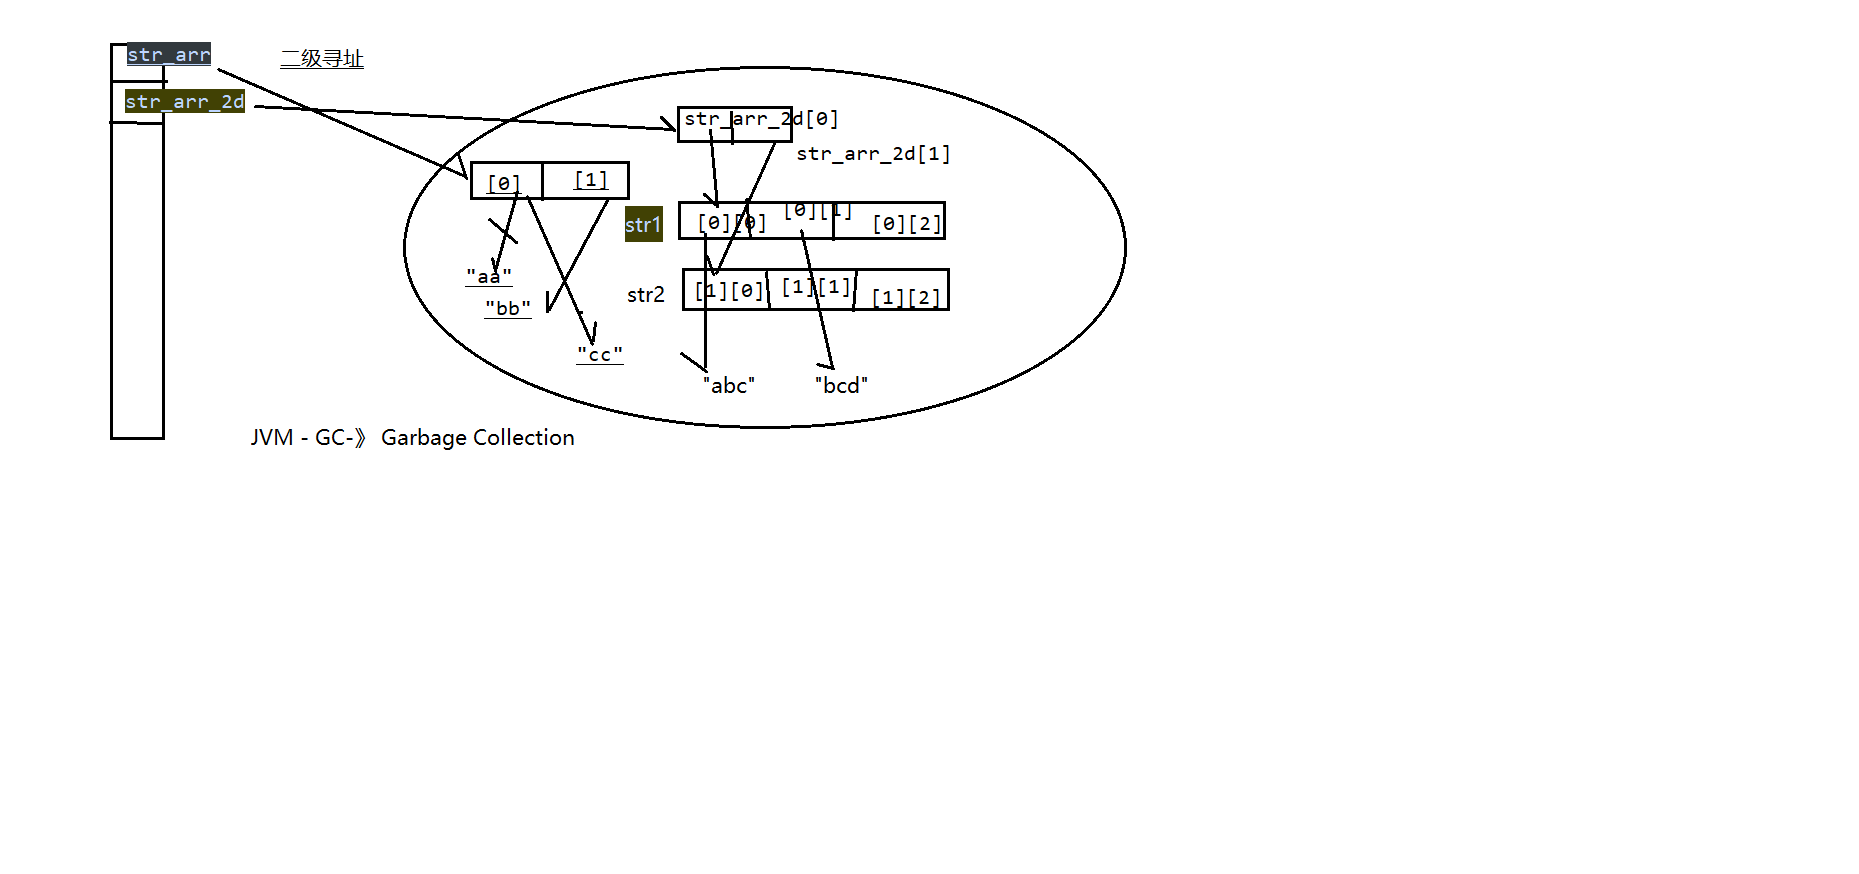 str_arr
二级寻址
str_arr_2d
str_arr_2d[0]
str_arr_2d[1]
[0]
[1]
str1
[0][0]
[0][1]
[0][2]
"aa"
"bb"
"cc"
str2
[1][0]
[1][1]
[1][2]
"abc"
"bcd"
JVM - GC-》 Garbage Collection